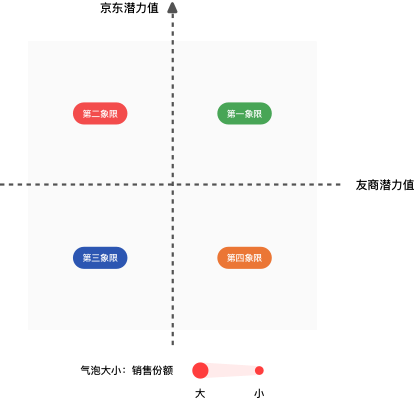 京东潜力值
第二象限
第一象限
友商潜力值
第三象限
第四象限
气泡大小：销售份额
大
小